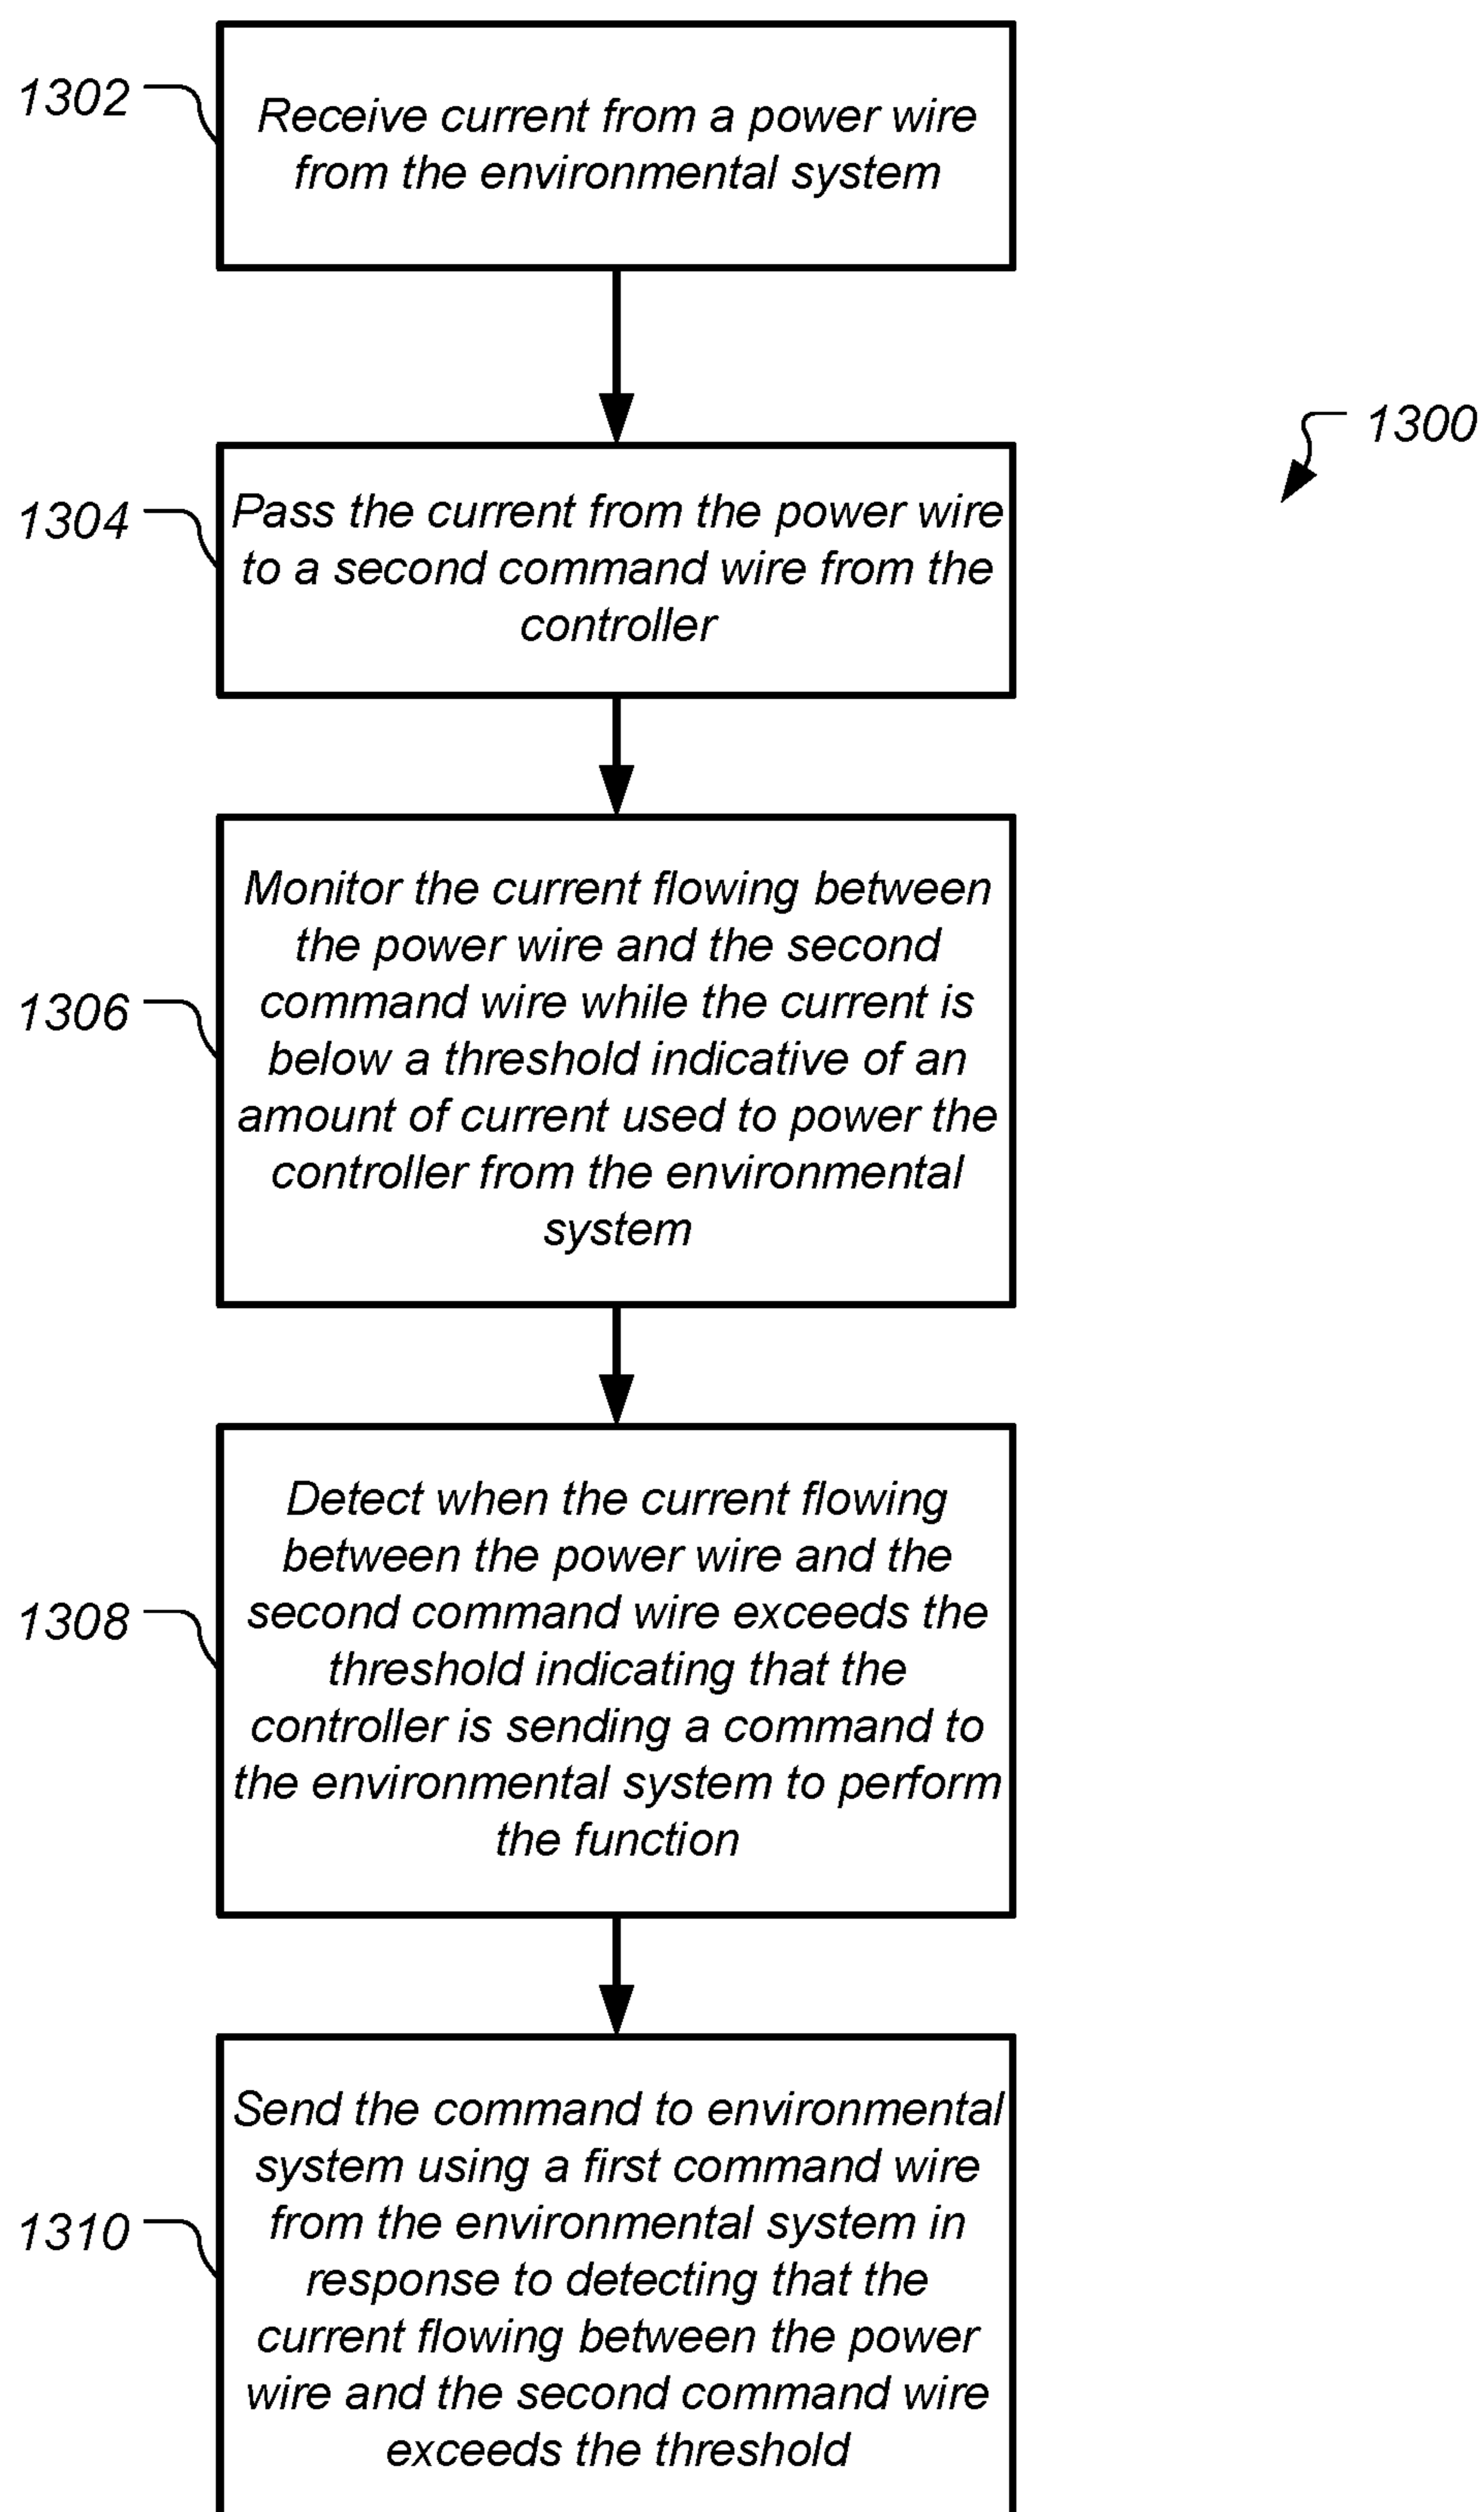 1302
Receive current from a power wire
from the environmental system
1300
1304
Pass the current from the power wire
to a second command wire from the
controller
1306
Monitor the current flowing between
the power wire and the second
command wire while the current is
below a threshold indicative of an
amount of current used to power the
controller from the environmental
system
1308
Detect when the current flowing
between the power wire and the
second command wire exceeds the
threshold indicating that the
controller is sending a command to
the environmental system to perform
the function
1310
Send the command to environmental
system using a first command wire
from the environmental system in
response to detecting that the
current flowing between the power
wire and the second command wire
exceeds the threshold